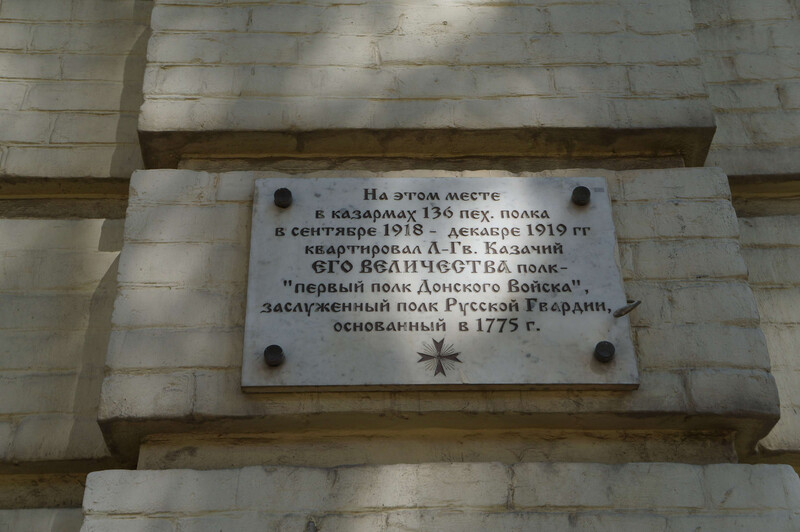 На этом месте
в казармах 136 пех. полка
в сентябре 1918 - декабре 1919 гг
квартировал Л-Гв. Казачий
ЕГО ВЕЛИЧЕСТВА полк-
"первый полк Донского Войска",
заслуженный полк Русской Гвардии,
основанный в 1775 г.